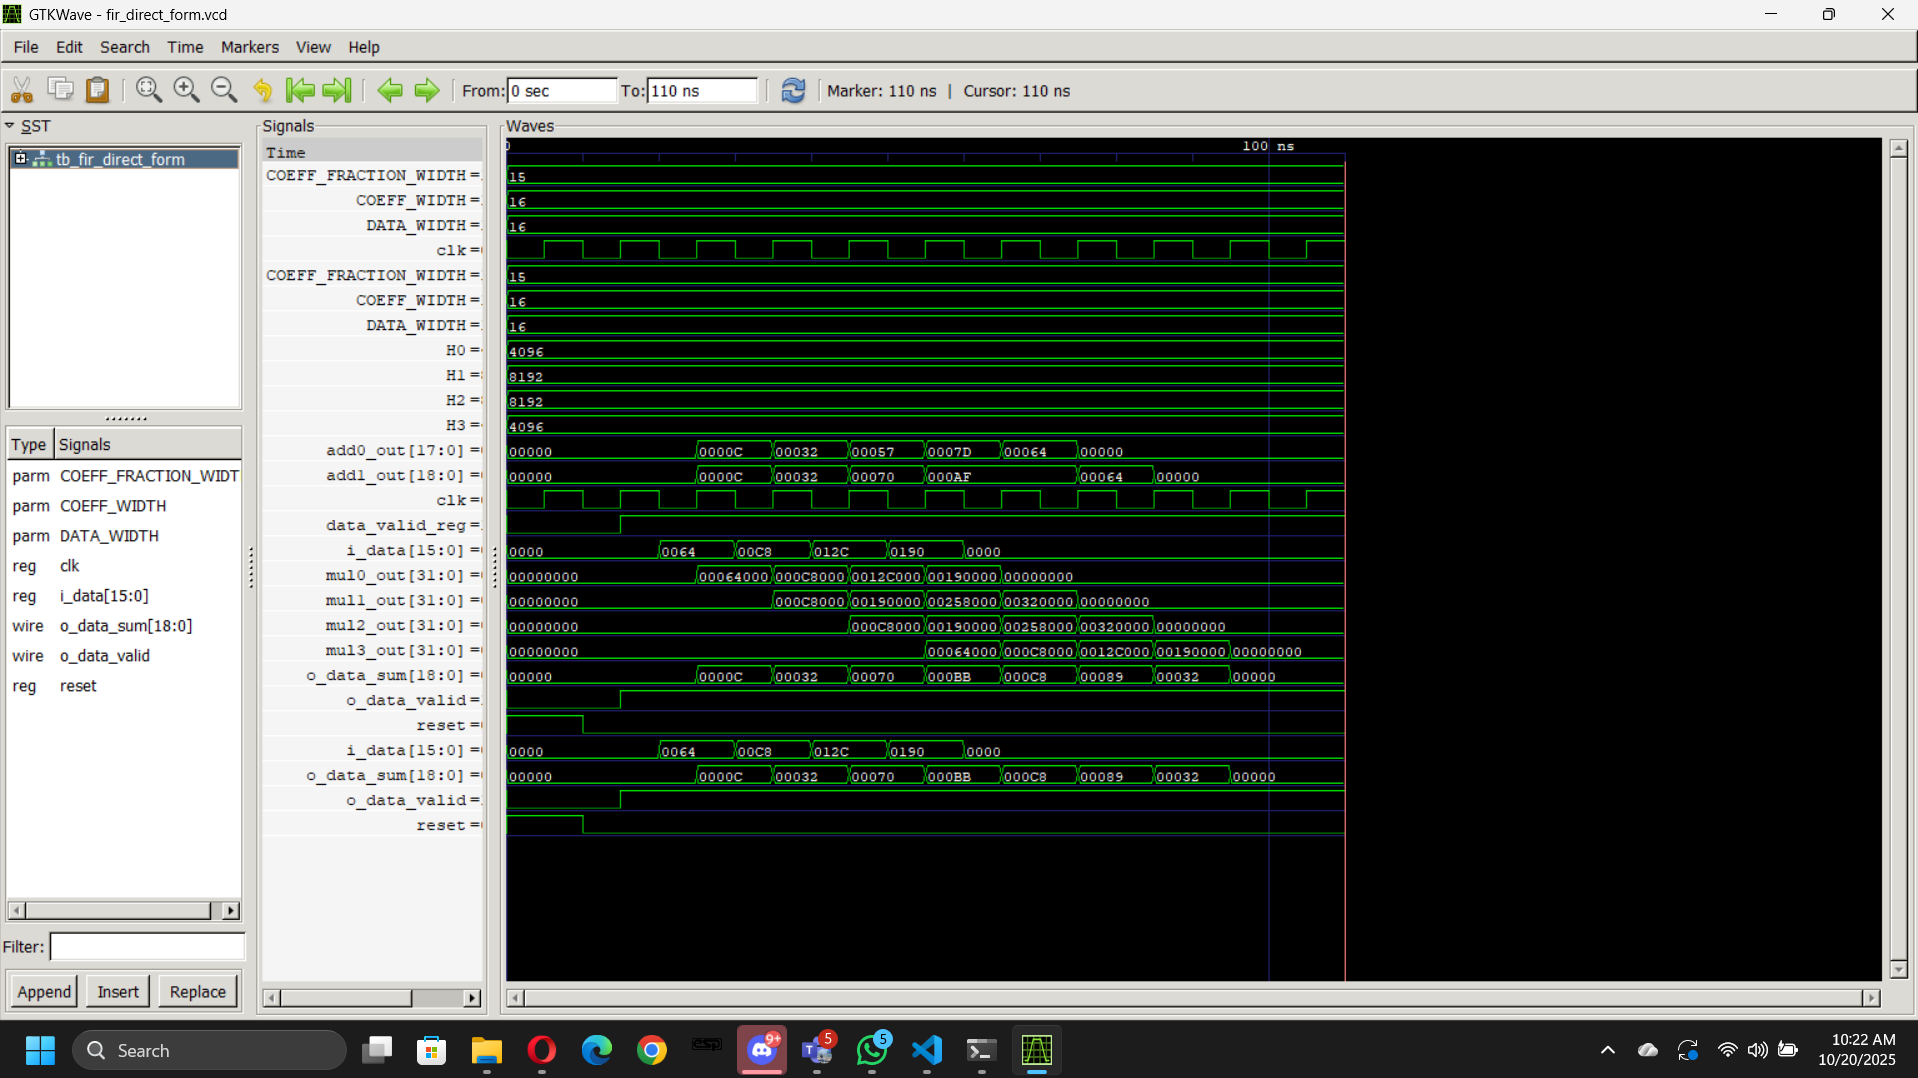 GTKWave - fir_direct_form.vcd
File Edit Search Time Markers View Help
From: 0 sec To: 110 ns Marker: 110 ns | Cursor: 110 ns
SST
tb_fir_direct_form
Type Signals
parm COEFF_FRACTION_WIDT
parm COEFF_WIDTH
parm DATA_WIDTH
reg clk
reg i_data[15:0]
wire o_data_sum[18:0]
wire o_data_valid
reg reset
Filter:
Append Insert Replace
Signals
Waves
Time 0 100 ns
COEFF_FRACTION_WIDTH = 15
COEFF_WIDTH = 16
DATA_WIDTH = 16
clk =
COEFF_FRACTION_WIDTH = 15
COEFF_WIDTH = 16
DATA_WIDTH = 16
H0 = 4096
H1 = 8192
H2 = 8192
H3 = 4096
add0_out[17:0] = 00000 0000C 00032 00057 0007D 00064 00000
add1_out[18:0] = 00000 0000C 00032 00070 000AF 00064 00000
clk =
data_valid_reg =
i_data[15:0] = 0000 0064 00C8 012C 0190 0000
mul0_out[31:0] = 00000000 00064000 000C8000 0012C000 00190000 00000000
mul1_out[31:0] = 00000000 000C8000 00190000 00258000 00320000 00000000
mul2_out[31:0] = 00000000 000C8000 00190000 00258000 00320000 00000000
mul3_out[31:0] = 00000000 00064000 000C8000 0012C000 00190000 00000000
o_data_sum[18:0] = 00000 0000C 00032 00070 000BB 000C8 00089 00032 00000
o_data_valid =
reset =
i_data[15:0] = 0000 0064 00C8 012C 0190 0000
o_data_sum[18:0] = 00000 0000C 00032 00070 000BB 000C8 00089 00032 00000
o_data_valid =
reset =
Search
esp
9+
5
5
10:22 AM
10/20/2025